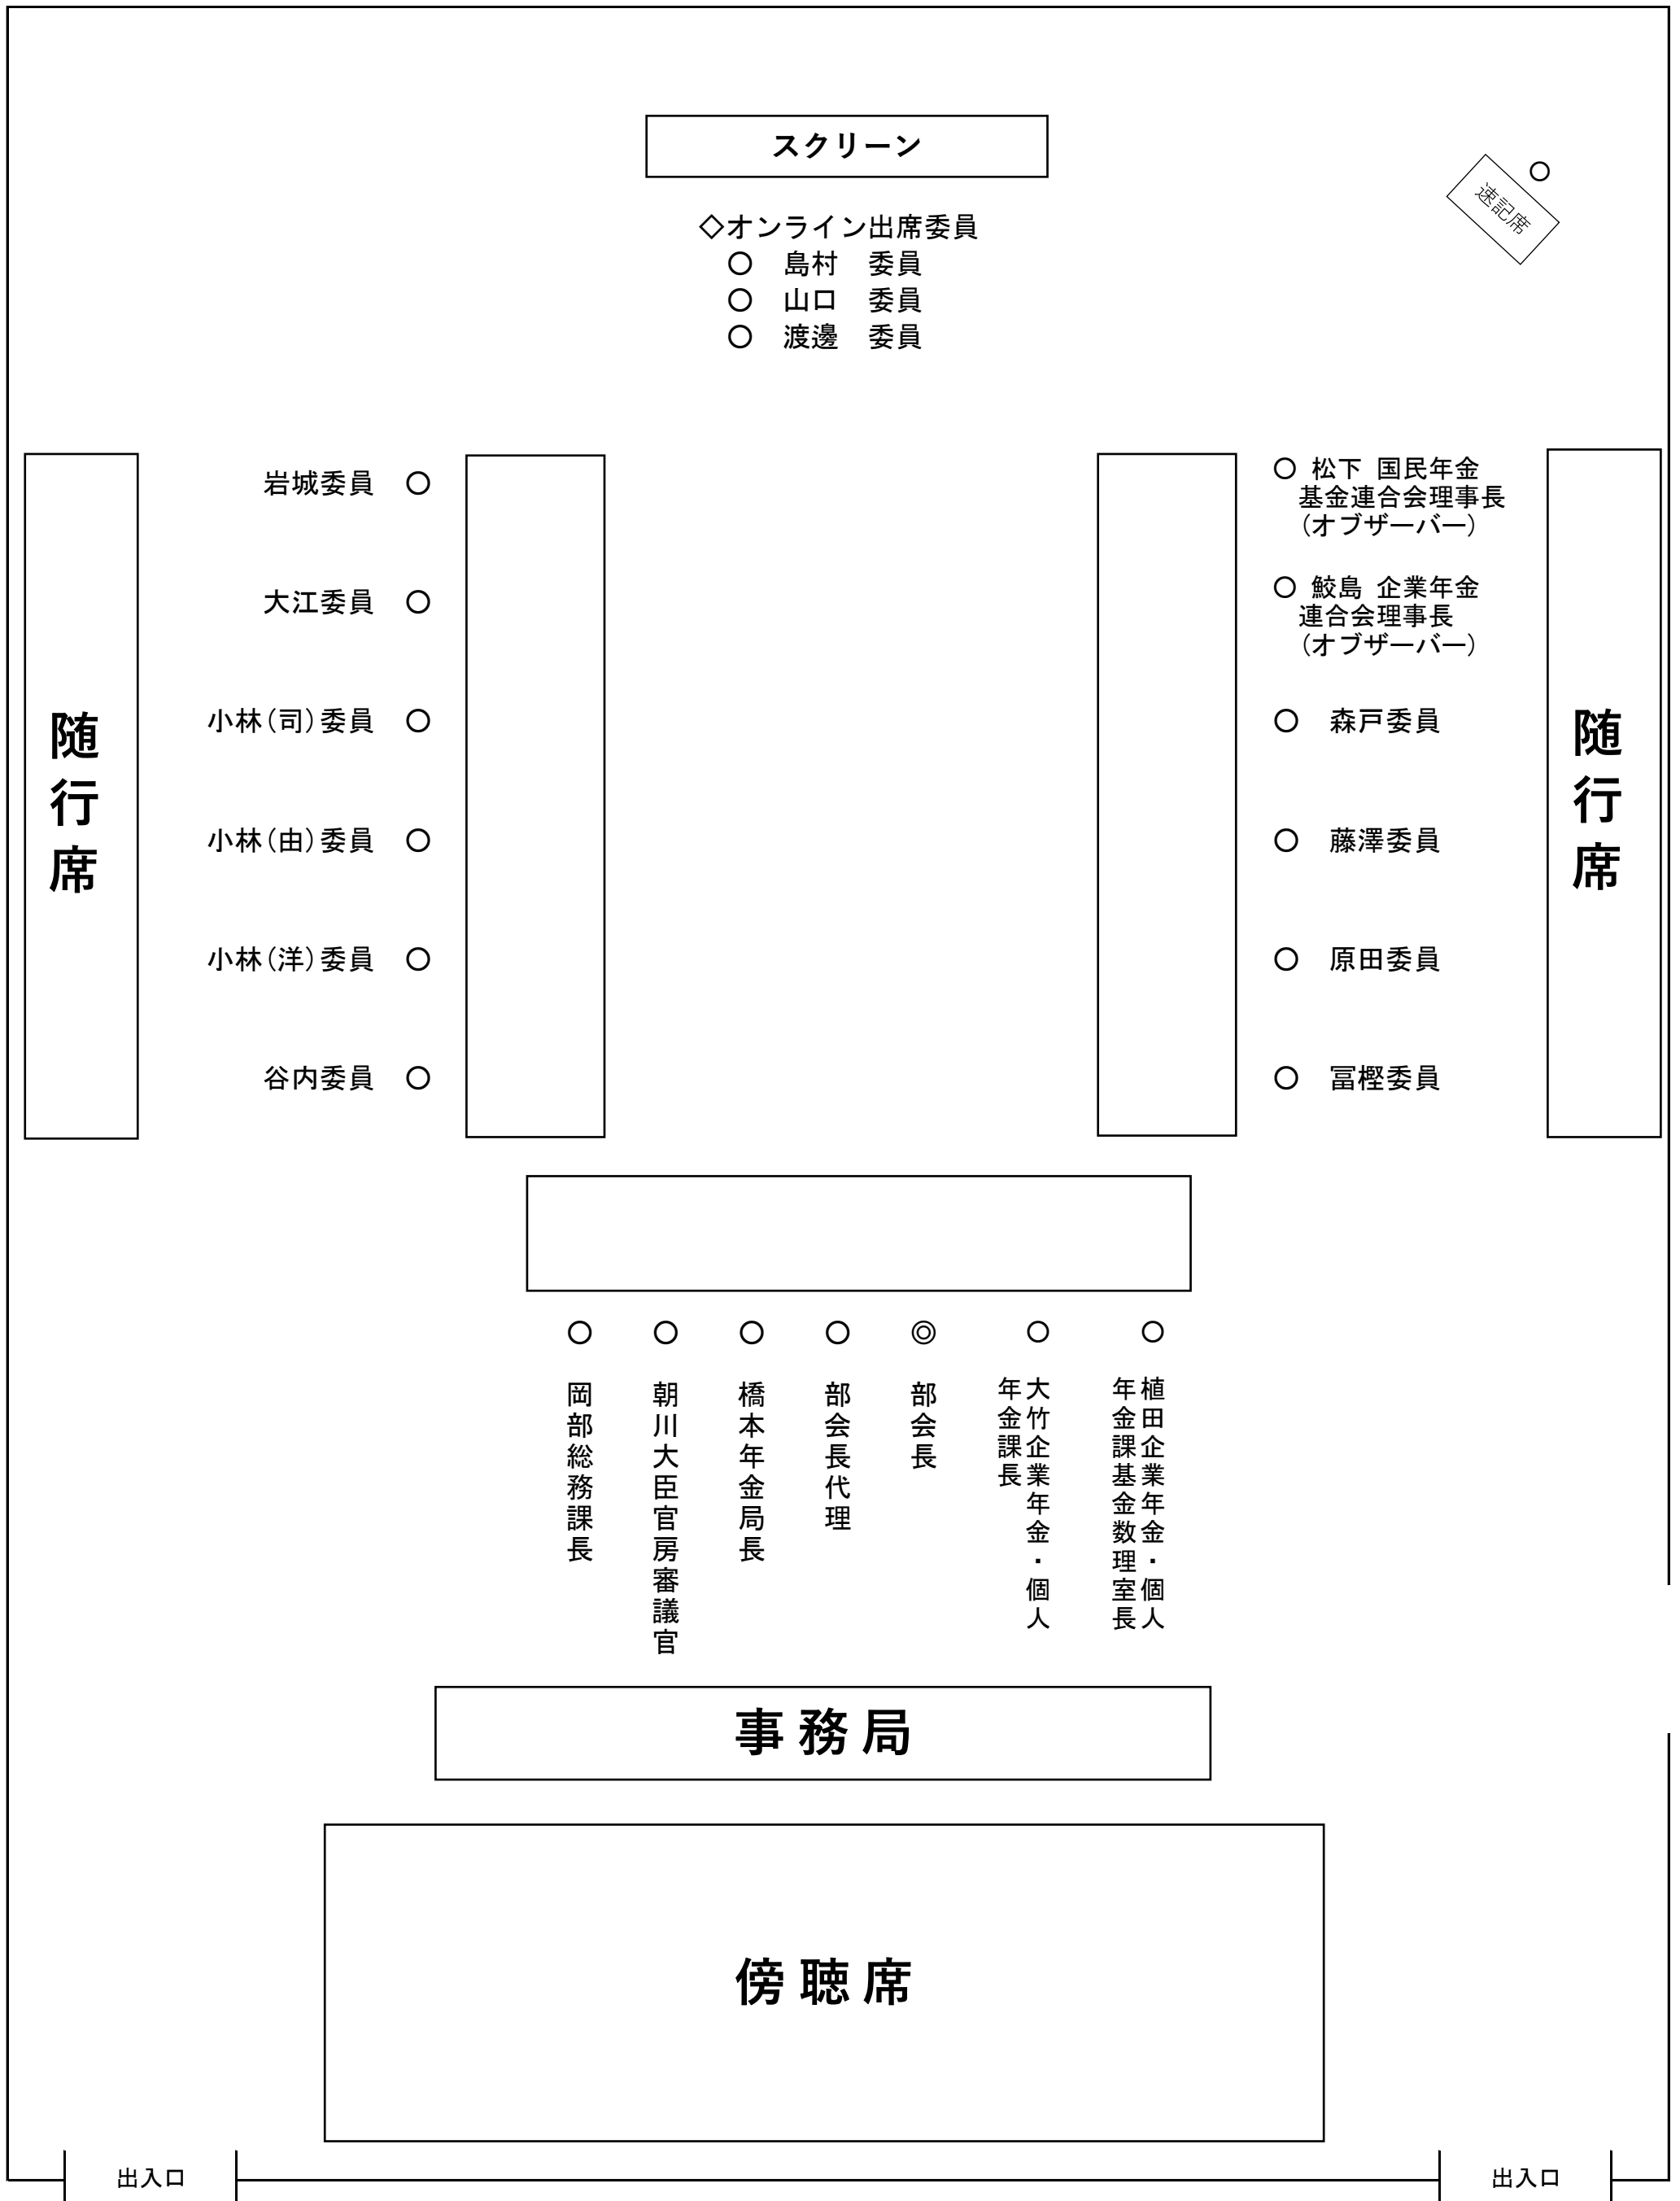 スクリーン
速記席
◇オンライン出席委員
○　島村　委員
○　山口　委員
○　渡邊　委員
岩城委員　○
大江委員　○
小林（司）委員　○
小林（由）委員　○
小林（洋）委員　○
谷内委員　○
○ 松下 国民年金
基金連合会理事長
（オブザーバー）
○ 鮫島 企業年金
連合会理事長
（オブザーバー）
○　森戸委員
○　藤澤委員
○　原田委員
○　冨樫委員
随行席
随行席
○　岡部総務課長
○　朝川大臣官房審議官
○　橋本年金局長
○　部会長代理
◎　部会長
○　大竹企業年金・個人
年金課長
○　植田企業年金・個人
年金課基金数理室長
事務局
傍聴席
出入口
出入口